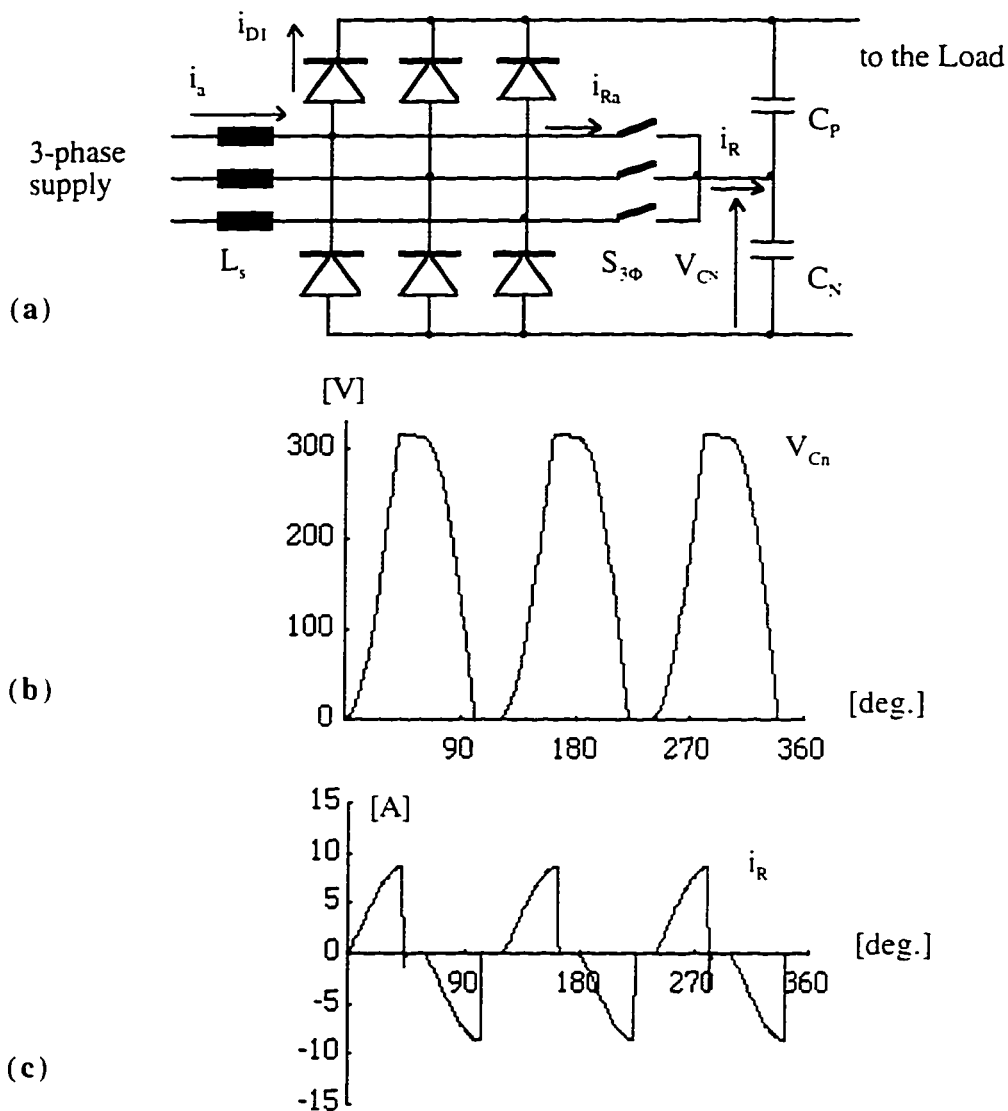 i_D1
to the Load
i_a
i_Ra
C_P
3-phase
supply
i_R
L_s
S_3Φ
V_CN
C_N
(a)
[V]
300
V_Cn
200
100
(b)
0
[deg.]
90 180 270 360
15
[A]
10
i_R
5
0
[deg.]
90 180 270 360
-5
-10
(c)
-15